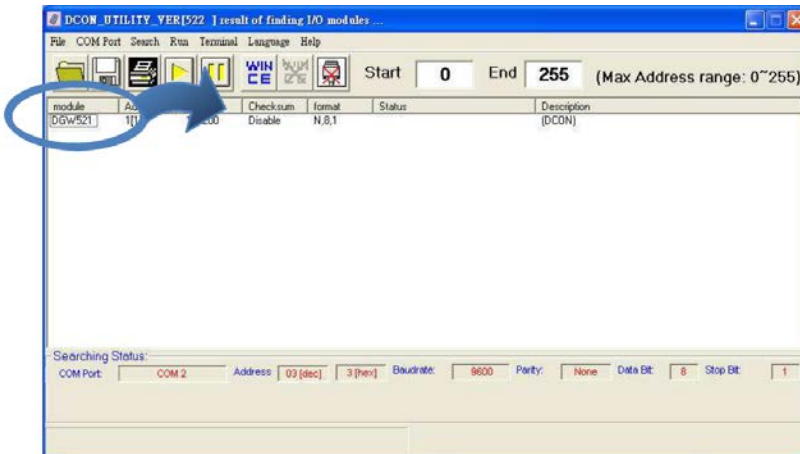 DCON_UTILITY_VER[522 ] result of finding I/O modules ...
File COM Port Search Run Terminal Language Help
WIN CE Start 0 End 255 (Max Address range: 0~255)
module Checksum format Status Description
DGW521 Disable N,8,1 (DCON)
Searching Status:
COM Port: COM 2 Address 03 [dec] 3 [hex] Baudrate: 9600 Parity: None Data Bit: 8 Stop Bit: 1